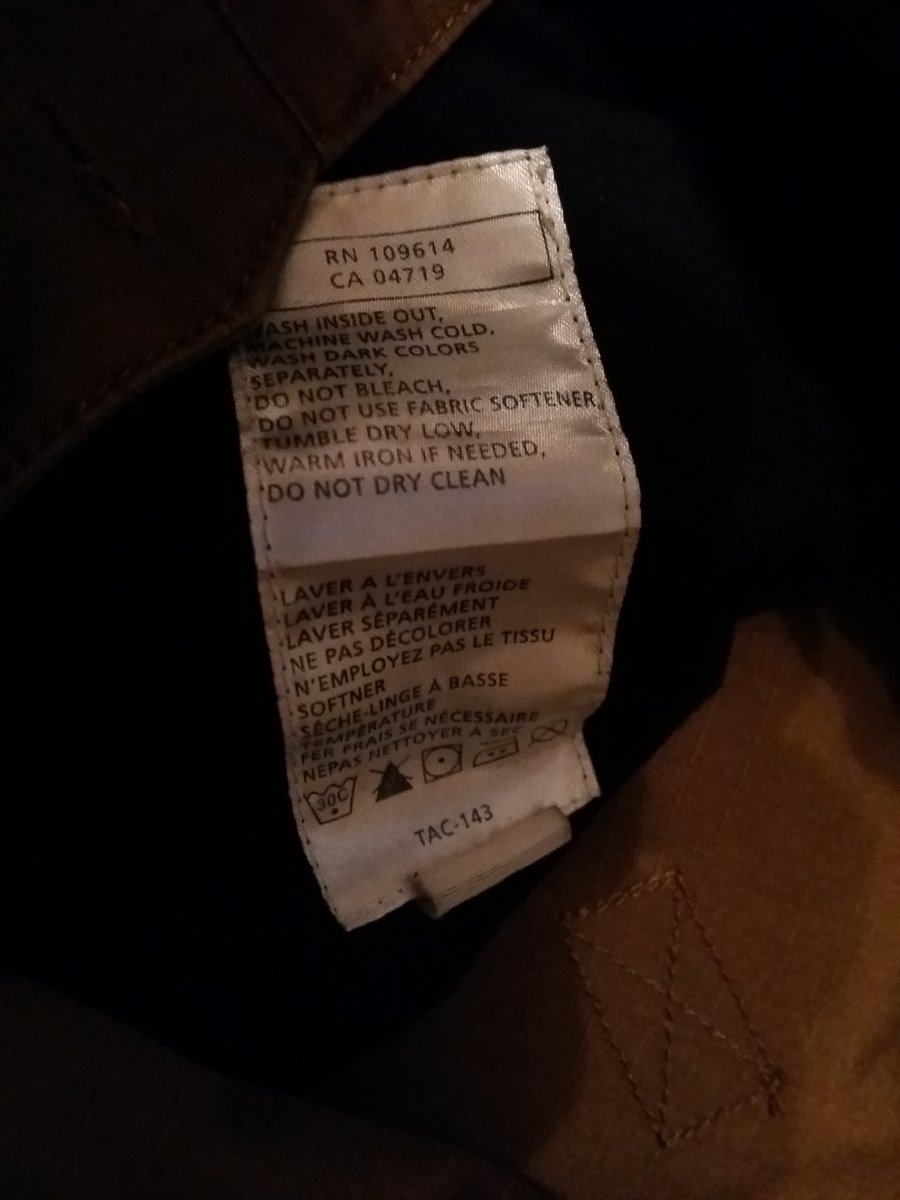 RN 109614
CA 04719
WASH INSIDE OUT,
MACHINE WASH COLD,
WASH DARK COLORS
SEPARATELY,
DO NOT BLEACH,
DO NOT USE FABRIC SOFTENER,
TUMBLE DRY LOW,
WARM IRON IF NEEDED,
DO NOT DRY CLEAN
LAVER A L'ENVERS
LAVER À L'EAU FROIDE
LAVER SÉPARÉMENT
NE PAS DÉCOLORER
N'EMPLOYEZ PAS LE TISSU
SOFTNER
SÈCHE-LINGE À BASSE
TEMPÉRATURE
FER FRAIS SE NÉCESSAIRE
NEPAS NETTOYER À SEC
30C
TAC-143